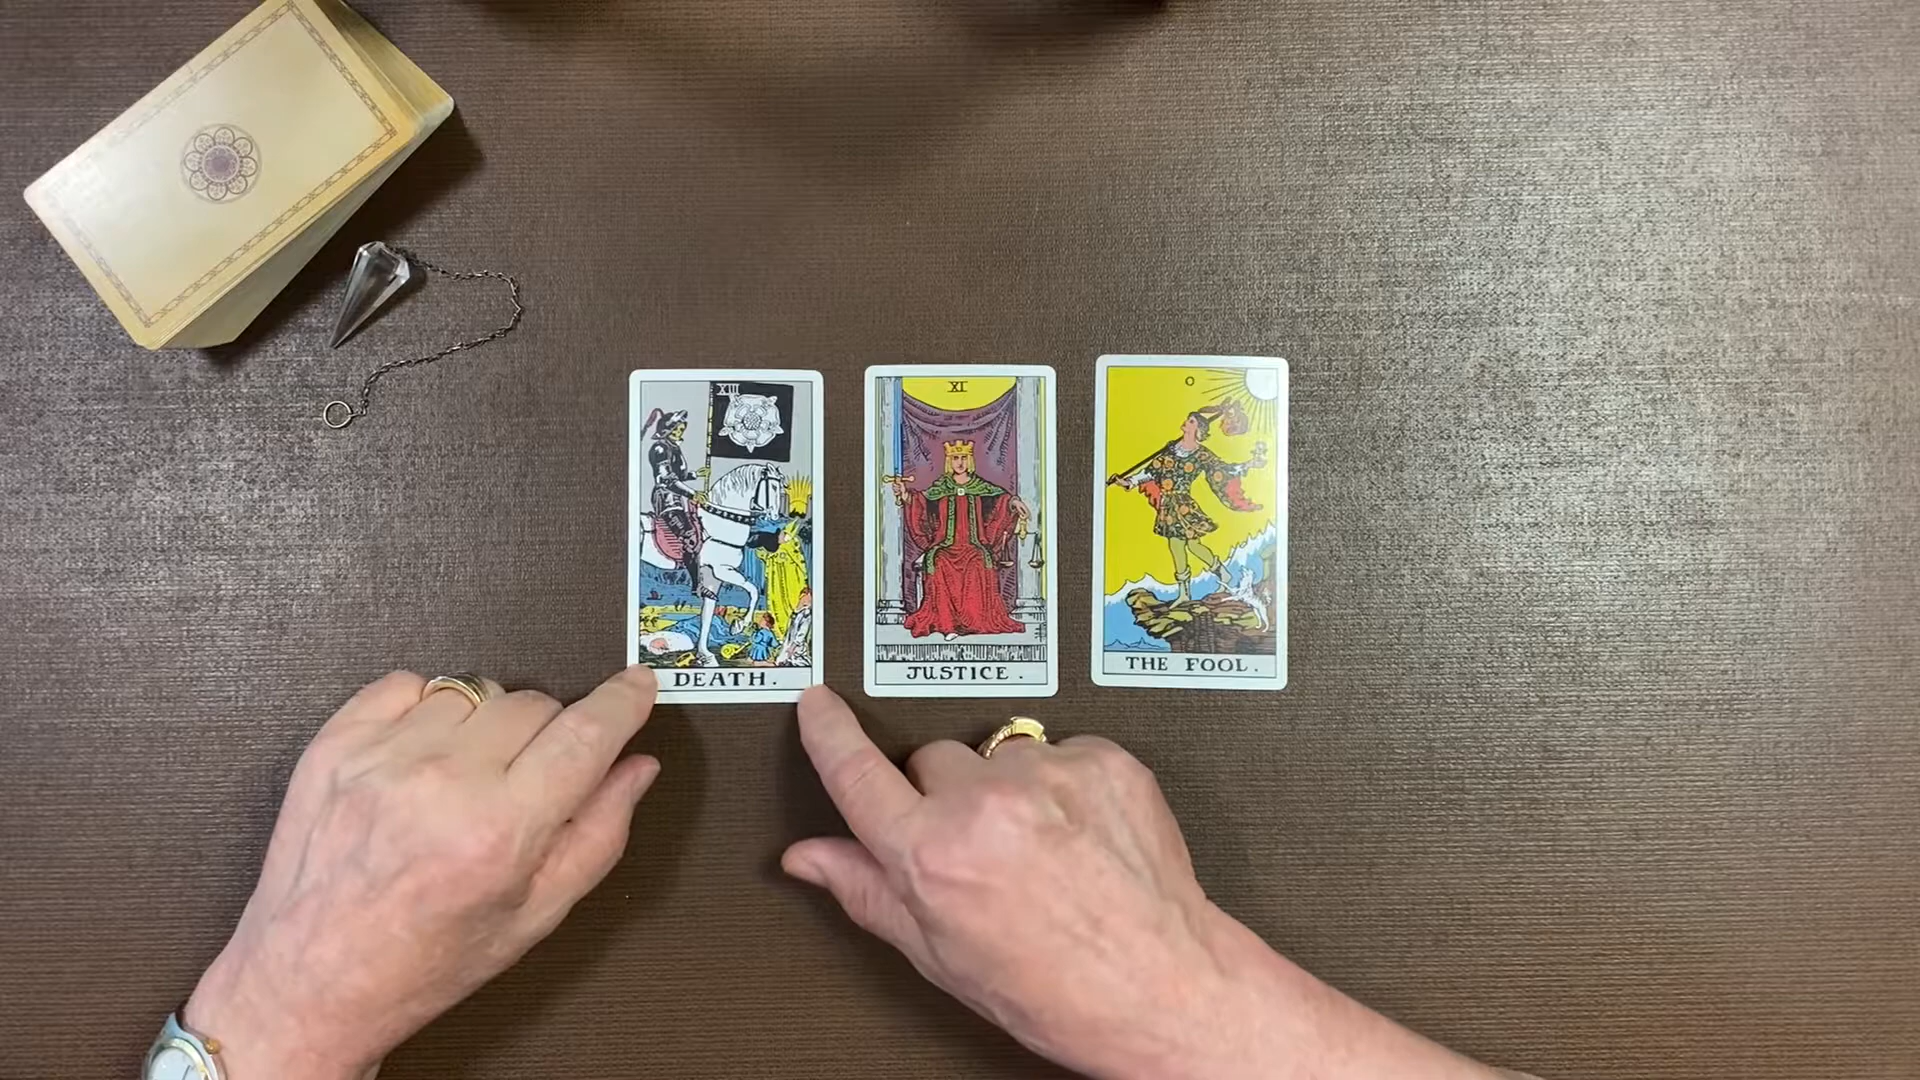 XIII
DEATH.
XI
JUSTICE.
0
THE FOOL.